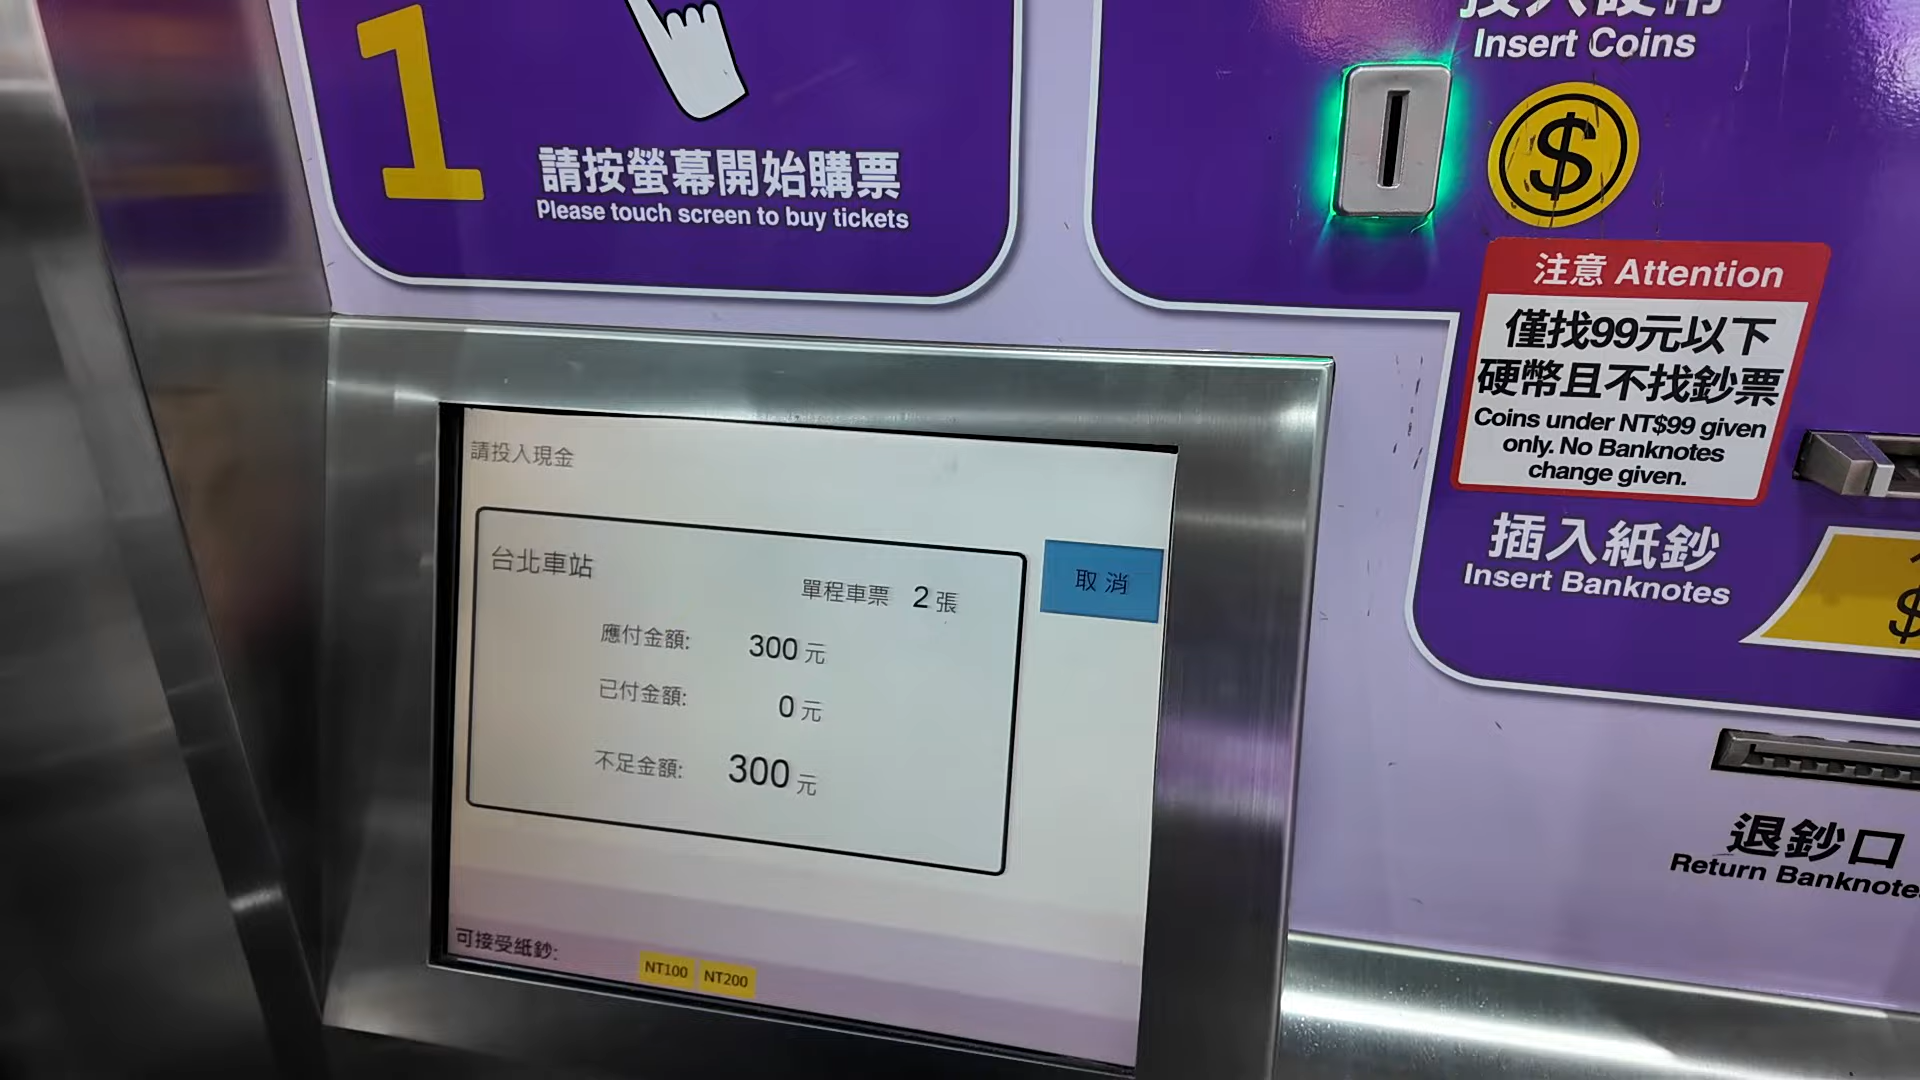 1
請按螢幕開始購票
Please touch screen to buy tickets
投入硬幣
Insert Coins
$
注意 Attention
僅找99元以下
硬幣且不找鈔票
Coins under NT$99 given
only. No Banknotes
change given.
插入紙鈔
Insert Banknotes
$
退鈔口
Return Banknote
請投入現金
台北車站
單程車票 2 張
取消
應付金額: 300 元
已付金額: 0 元
不足金額: 300 元
可接受紙鈔: NT100 NT200